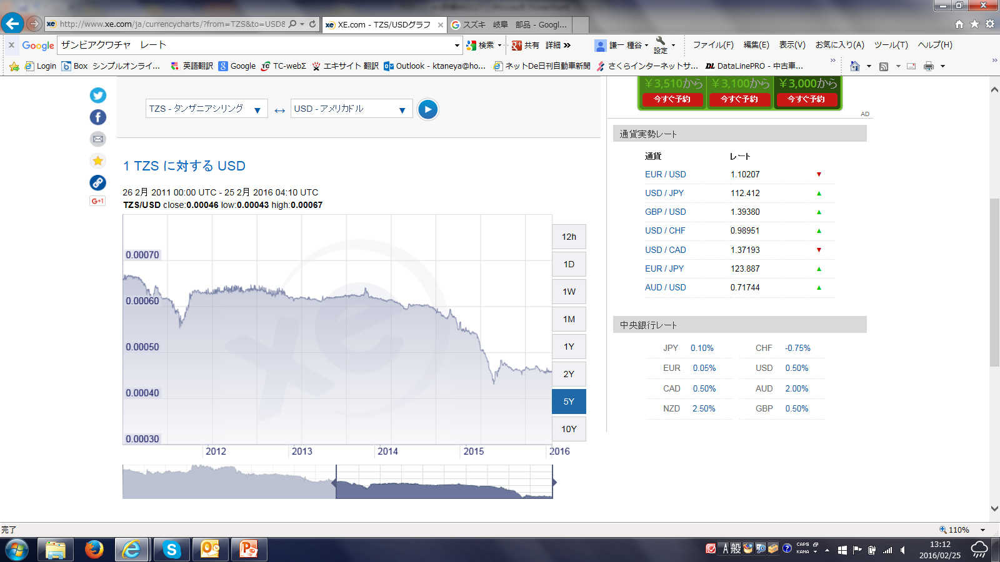 http://www.xe.com/ja/currencycharts/?from=TZS&to=USD&
XE.com - TZS/USDグラフ
スズキ 岐阜 部品 - Googl...
Google
ザンビアクワチャ レート
検索
共有
詳細
謙一 種谷
設定
ファイル(F)
編集(E)
表示(V)
お気に入り(A)
ツール(T)
ヘルプ(H)
Login
Box
シンプルオンライ...
英語翻訳
Google
TC-webΣ
エキサイト 翻訳
Outlook - ktaneya@ho...
ネットDe日刊自動車新聞
さくらインターネットサ...
DataLinePRO - 中古車...
¥3,510から
¥3,100から
¥3,000から
今すぐ予約
今すぐ予約
今すぐ予約
AD
TZS - タンザニアシリング
USD - アメリカドル
G+1
1 TZS に対する USD
26 2月 2011 00:00 UTC - 25 2月 2016 04:10 UTC
TZS/USD close:0.00046 low:0.00043 high:0.00067
0.00070
0.00060
0.00050
0.00040
0.00030
2012
2013
2014
2015
2016
xe
12h
1D
1W
1M
1Y
2Y
5Y
10Y
通貨実勢レート
通貨 レート
EUR / USD 1.10207
USD / JPY 112.412
GBP / USD 1.39380
USD / CHF 0.98951
USD / CAD 1.37193
EUR / JPY 123.887
AUD / USD 0.71744
中央銀行レート
JPY 0.10% CHF -0.75%
EUR 0.05% USD 0.50%
CAD 0.50% AUD 2.00%
NZD 2.50% GBP 0.50%
完了
110%
A 般
CAPS
KANA
13:12
2016/02/25